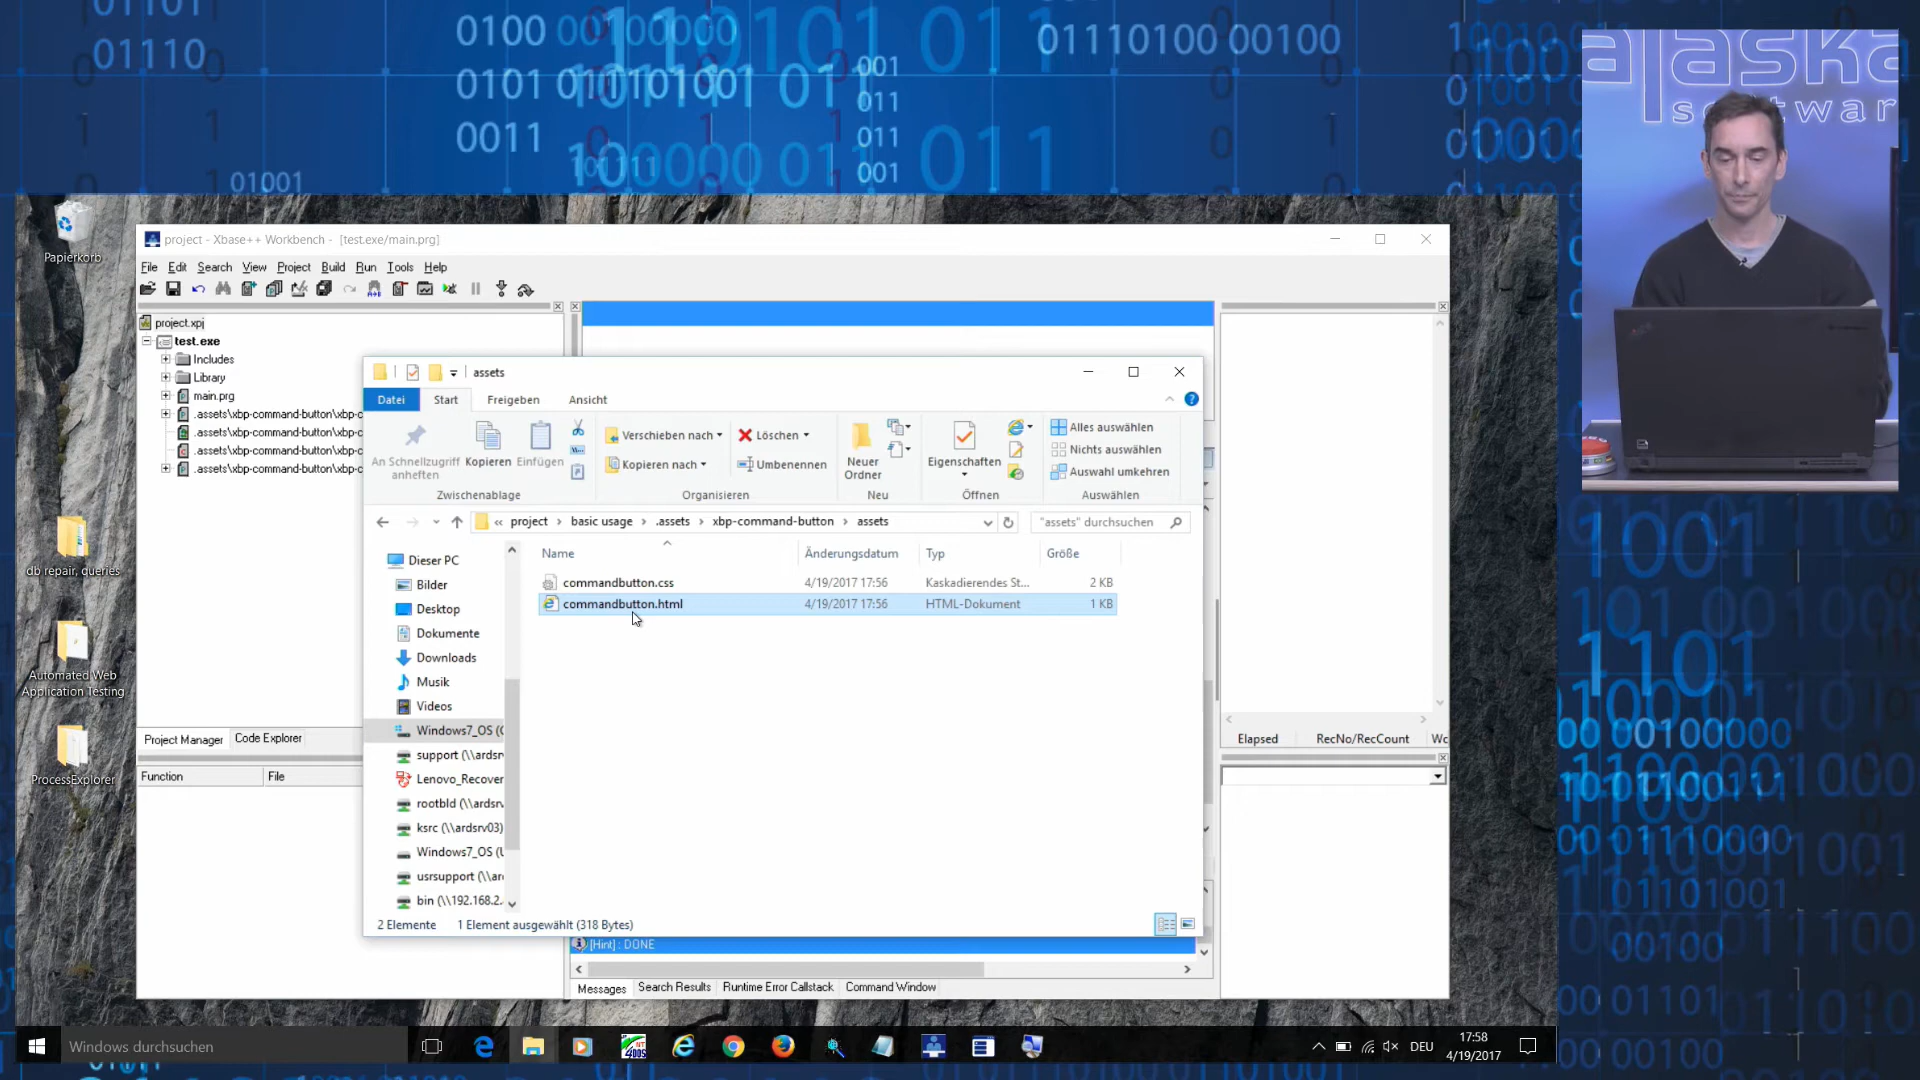 alaska
software
Papierkorb
db repair, queries
Automated Web
Application Testing
ProcessExplorer
project - Xbase++ Workbench - [test.exe/main.prg]
File Edit Search View Project Build Run Tools Help
project.xpj
test.exe
Includes
Library
main.prg
.assets\xbp-command-button\xbp-c
.assets\xbp-command-button\xbp-c
.assets\xbp-command-button\xbp-c
.assets\xbp-command-button\xbp-c
Project Manager Code Explorer
Function File
assets
Datei Start Freigeben Ansicht
An Schnellzugriff
anheften
Kopieren
Einfügen
Zwischenablage
Verschieben nach
Kopieren nach
Löschen
Umbenennen
Organisieren
Neuer
Ordner
Neu
Eigenschaften
Öffnen
Alles auswählen
Nichts auswählen
Auswahl umkehren
Auswählen
« project > basic usage > .assets > xbp-command-button > assets
"assets" durchsuchen
Name Änderungsdatum Typ Größe
commandbutton.css 4/19/2017 17:56 Kaskadierendes St... 2 KB
commandbutton.html 4/19/2017 17:56 HTML-Dokument 1 KB
Dieser PC
Bilder
Desktop
Dokumente
Downloads
Musik
Videos
Windows7_OS (C
support (\\ardsr
Lenovo_Recover
rootbld (\\ardsr
ksrc (\\ardsrv03)
Windows7_OS (U
usrsupport (\\ar
bin (\\192.168.2.
2 Elemente 1 Element ausgewählt (318 Bytes)
[Hint] : DONE
Messages Search Results Runtime Error Callstack Command Window
Elapsed RecNo/RecCount Wc
Windows durchsuchen
DEU
17:58
4/19/2017